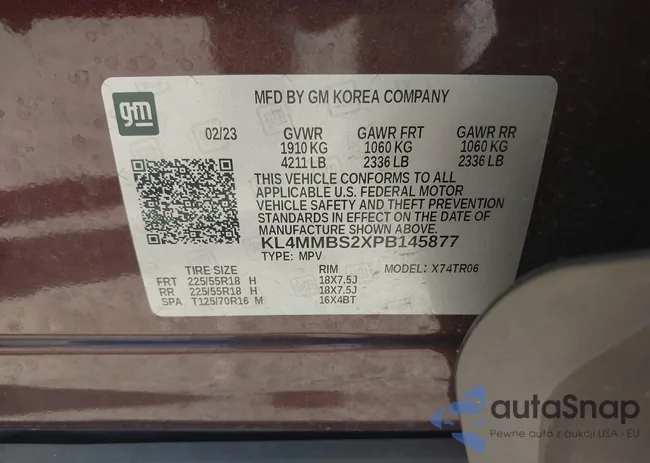 gm
MFD BY GM KOREA COMPANY
02/23 GVWR GAWR FRT GAWR RR
1910 KG 1060 KG 1060 KG
4211 LB 2336 LB 2336 LB
THIS VEHICLE CONFORMS TO ALL
APPLICABLE U.S. FEDERAL MOTOR
VEHICLE SAFETY AND THEFT PREVENTION
STANDARDS IN EFFECT ON THE DATE OF
MANUFACTURE SHOWN ABOVE.
KL4MMBS2XPB145877
TYPE: MPV
TIRE SIZE RIM MODEL: X74TR06
FRT 225/55R18 H 18X7.5J
RR 225/55R18 H 18X7.5J
SPA T125/70R16 M 16X4BT
autaSnap
Pewne auta z aukcji USA i EU